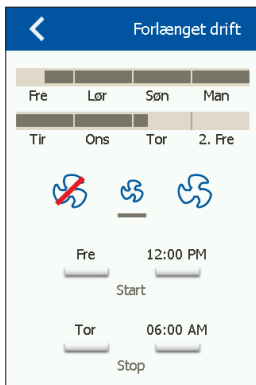 Forlænget drift
Fre Lør Søn Man
Tir Ons Tor 2. Fre
Fre 12:00 PM
Start
Tor 06:00 AM
Stop